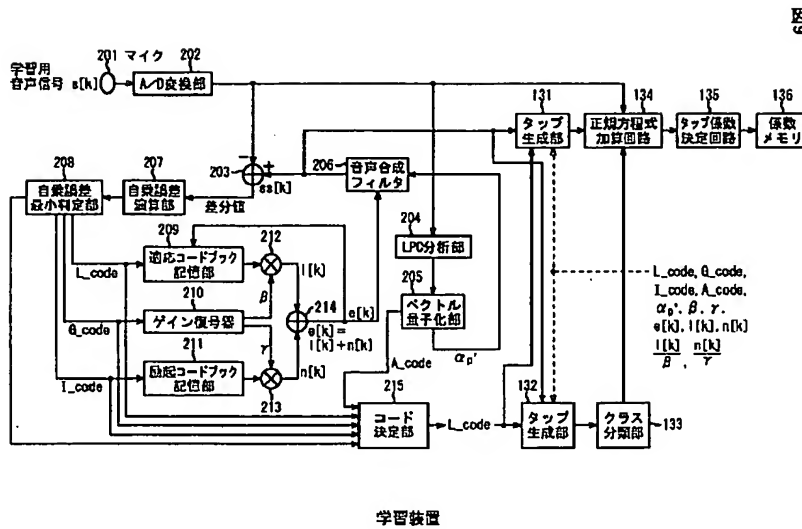 図6
201 マイク 202
学習用
音声信号 s[k]
A/D変換部
131 134 135 136
タップ
生成部
正規方程式
加算回路
タップ係数
決定回路
係数
メモリ
208 207 203 206
自乗誤差
最小判定部
自乗誤差
演算部
− +
ss[k]
差分値
音声合成
フィルタ
204
LPC分析部
205
ベクトル
量子化部
209 212
L_code
適応コードブック
記憶部
l[k]
210
G_code
ゲイン復号器
β
γ
214
e[k]
e[k]=
l[k]+n[k]
211
I_code
励起コードブック
記憶部
n[k]
213
A_code
αp'
215
コード
決定部
L_code
132
タップ
生成部
クラス
分類部
133
L_code, G_code,
I_code, A_code,
αp', β, γ,
e[k], l[k], n[k]
l[k]/β , n[k]/γ
学習装置